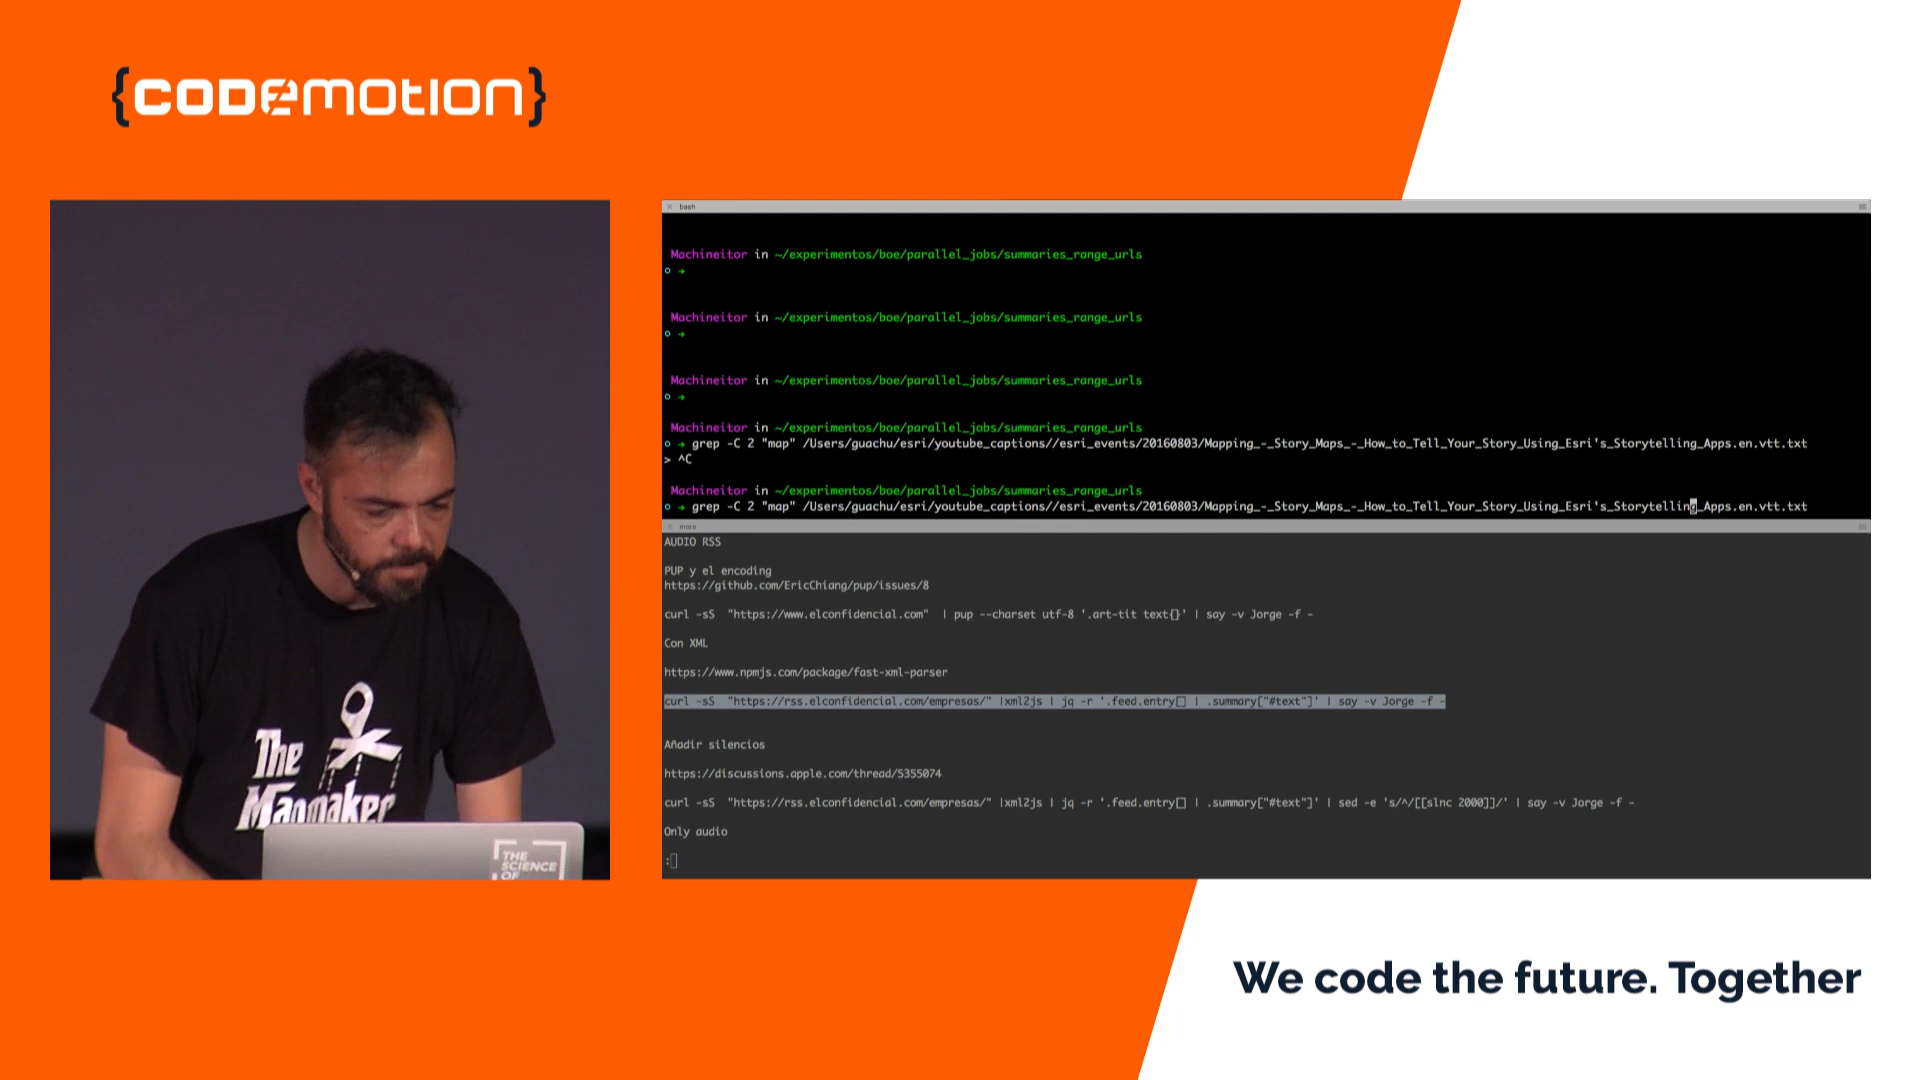 {CODEMOTION}
bash
Machineitor in ~/experimentos/boe/parallel_jobs/summaries_range_urls
Machineitor in ~/experimentos/boe/parallel_jobs/summaries_range_urls
Machineitor in ~/experimentos/boe/parallel_jobs/summaries_range_urls
Machineitor in ~/experimentos/boe/parallel_jobs/summaries_range_urls
grep -C 2 "map" /Users/guachu/esri/youtube_captions//esri_events/20160803/Mapping_-_Story_Maps_-_How_to_Tell_Your_Story_Using_Esri's_Storytelling_Apps.en.vtt.txt
> ^C
Machineitor in ~/experimentos/boe/parallel_jobs/summaries_range_urls
grep -C 2 "map" /Users/guachu/esri/youtube_captions//esri_events/20160803/Mapping_-_Story_Maps_-_How_to_Tell_Your_Story_Using_Esri's_Storytelling_Apps.en.vtt.txt
more
AUDIO RSS
PUP y el encoding
https://github.com/EricChiang/pup/issues/8
curl -sS "https://www.elconfidencial.com" | pup --charset utf-8 '.art-tit text{}' | say -v Jorge -f -
Con XML
https://www.npmjs.com/package/fast-xml-parser
curl -sS "https://rss.elconfidencial.com/empresas/" |xml2js | jq -r '.feed.entry[] | .summary["#text"]' | say -v Jorge -f -
Añadir silencios
https://discussions.apple.com/thread/5355074
curl -sS "https://rss.elconfidencial.com/empresas/" |xml2js | jq -r '.feed.entry[] | .summary["#text"]' | sed -e 's/^/[[slnc 2000]]/' | say -v Jorge -f -
Only audio
:
The
Mapmaker
THE
SCIENCE
OF
We code the future. Together